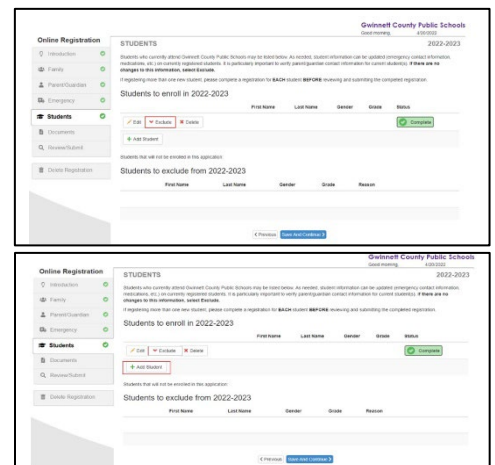 Gwinnett County Public Schools
Good morning, 4/30/2022
Online Registration
Introduction
Family
Parent/Guardian
Emergency
Students
Documents
Review/Submit
Delete Registration
STUDENTS 2022-2023
Students who currently attend Gwinnett County Public Schools may be listed below. As needed, student information can be updated (emergency contact information, medications, etc.) on currently registered students. It is particularly important to verify parent/guardian contact information for current student(s). If there are no
changes to this information, select Exclude.
If registering more than one new student, please complete a registration for EACH student BEFORE reviewing and submitting the completed registration.
Students to enroll in 2022-2023
First Name Last Name Gender Grade Status
Edit Exclude Delete Complete
Add Student
Students that will not be enrolled in this application
Students to exclude from 2022-2023
First Name Last Name Gender Grade Reason
Previous Save And Continue
Gwinnett County Public Schools
Good morning, 4/30/2022
Online Registration
Introduction
Family
Parent/Guardian
Emergency
Students
Documents
Review/Submit
Delete Registration
STUDENTS 2022-2023
Students who currently attend Gwinnett County Public Schools may be listed below. As needed, student information can be updated (emergency contact information,
medications, etc.) on currently registered students. It is particularly important to verify parent/guardian contact information for current student(s). If there are no
changes to this information, select Exclude.
If registering more than one new student, please complete a registration for EACH student BEFORE reviewing and submitting the completed registration.
Students to enroll in 2022-2023
First Name Last Name Gender Grade Status
Edit Exclude Delete Complete
Add Student
Students that will not be enrolled in this application
Students to exclude from 2022-2023
First Name Last Name Gender Grade Reason
Previous Save And Continue